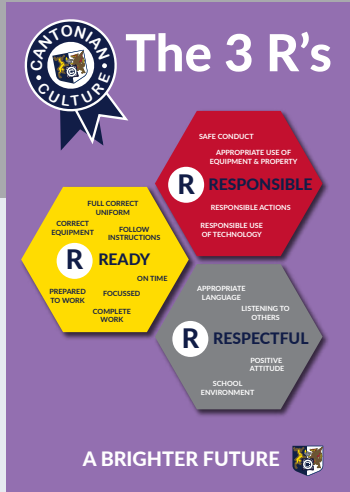 CANTONIAN
CULTURE
The 3 R's
SAFE CONDUCT
APPROPRIATE USE OF
EQUIPMENT & PROPERTY
R RESPONSIBLE
RESPONSIBLE ACTIONS
RESPONSIBLE USE
OF TECHNOLOGY
FULL CORRECT
UNIFORM
CORRECT
EQUIPMENT
FOLLOW
INSTRUCTIONS
R READY
ON TIME
PREPARED
TO WORK
FOCUSSED
COMPLETE
WORK
APPROPRIATE
LANGUAGE
LISTENING TO
OTHERS
R RESPECTFUL
POSITIVE
ATTITUDE
SCHOOL
ENVIRONMENT
A BRIGHTER FUTURE